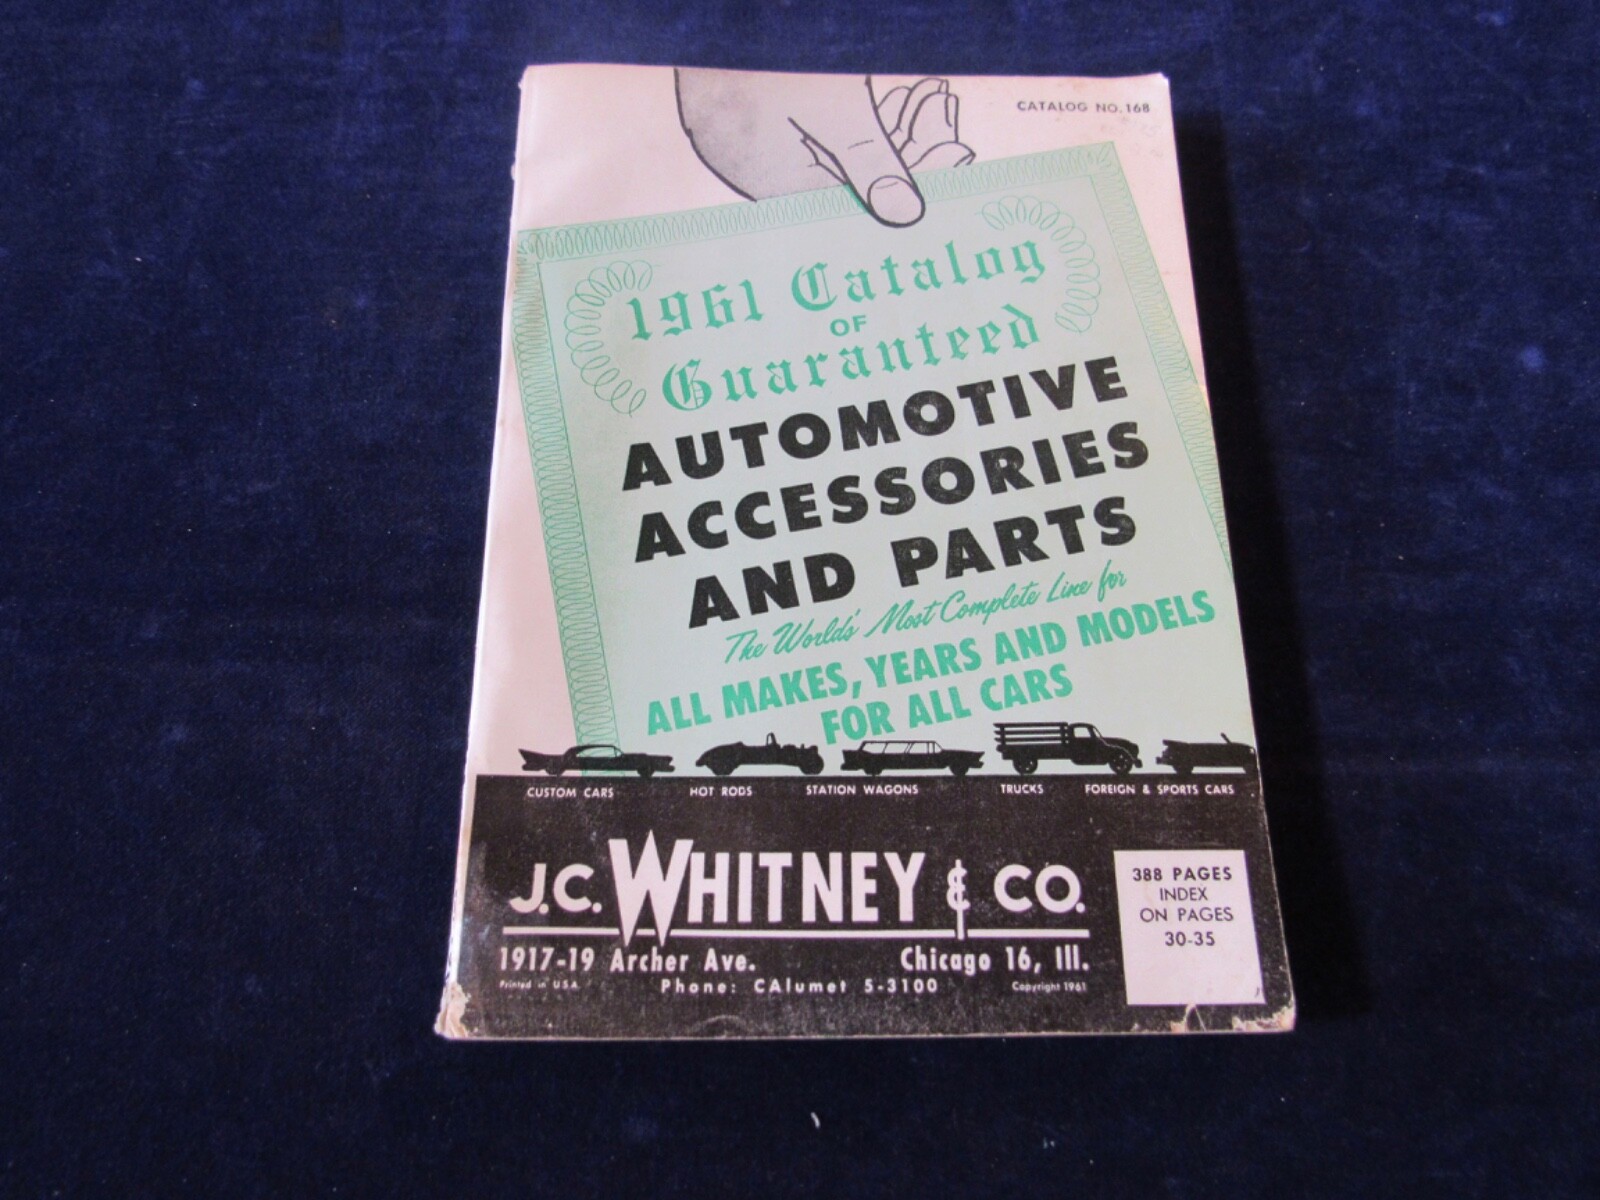 CATALOG NO. 168
1961 Catalog
OF
Guaranteed
AUTOMOTIVE
ACCESSORIES
AND PARTS
The Worlds' Most Complete Line for
ALL MAKES, YEARS AND MODELS
FOR ALL CARS
CUSTOM CARS HOT RODS STATION WAGONS TRUCKS FOREIGN & SPORTS CARS
J.C. WHITNEY & CO.
1917-19 Archer Ave. Chicago 16, Ill.
Printed in U.S.A. Phone: CAlumet 5-3100 Copyright 1961
388 PAGES
INDEX
ON PAGES
30-35